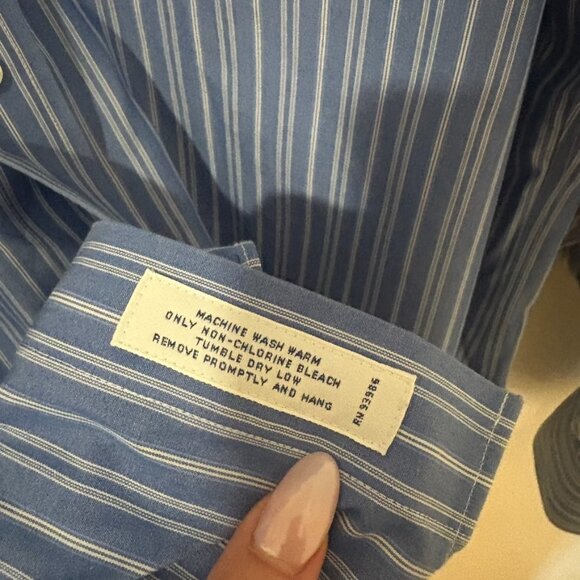 MACHINE WASH WARM
ONLY NON-CHLORINE BLEACH
TUMBLE DRY LOW
REMOVE PROMPTLY AND HANG
RN 93986